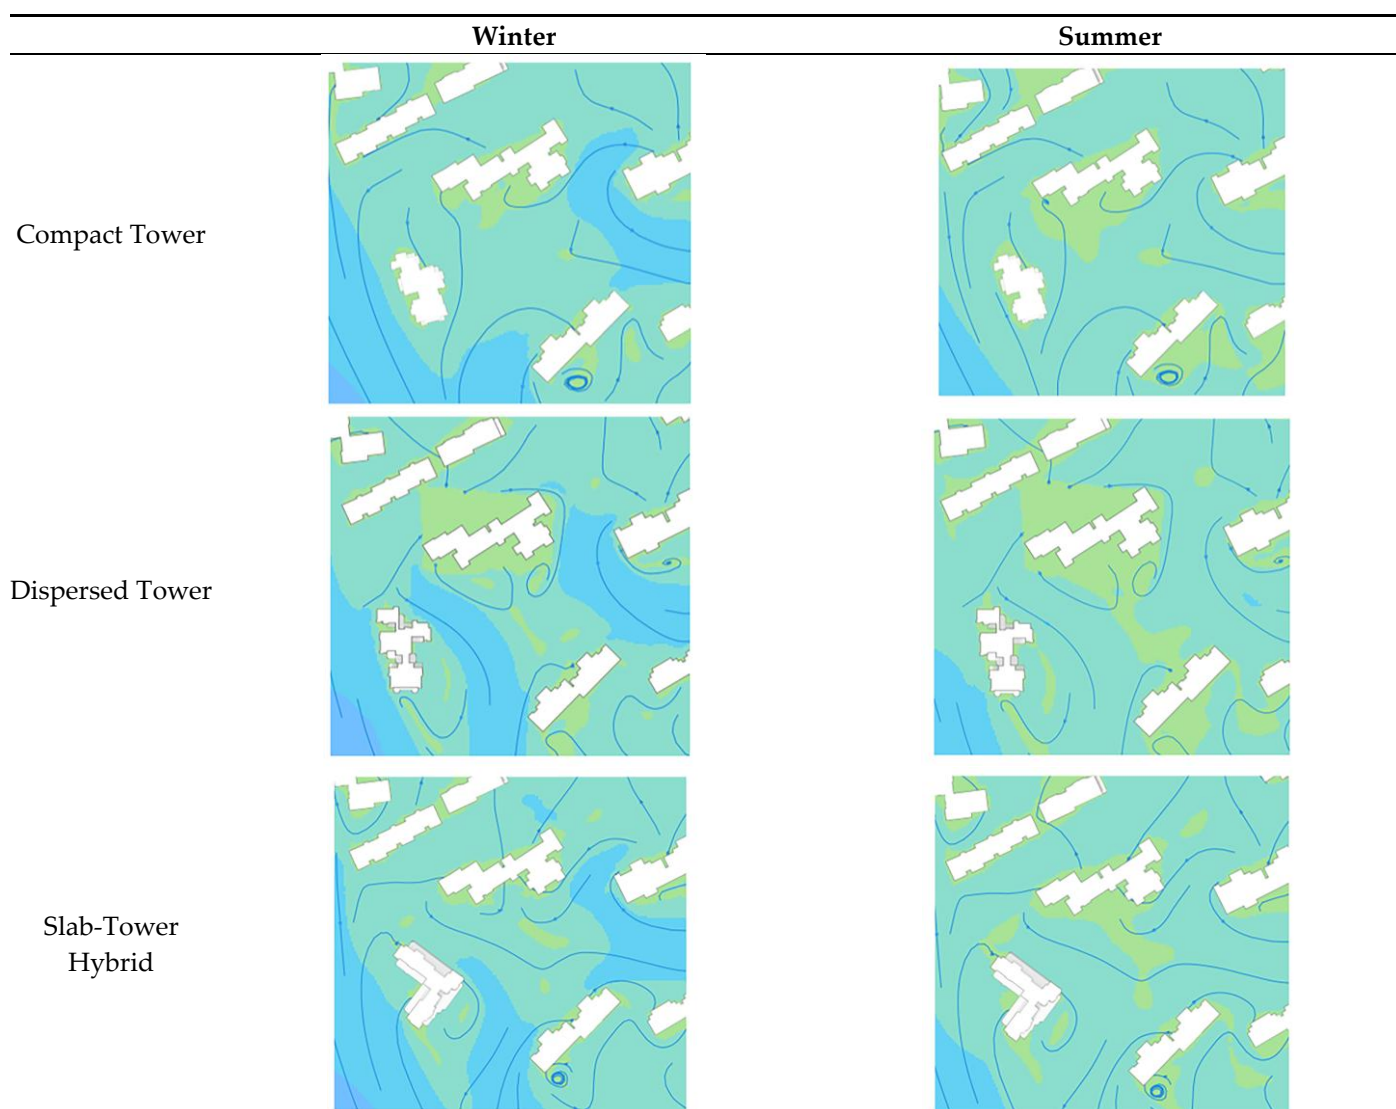 Winter Summer
Compact Tower
Dispersed Tower
Slab-Tower
Hybrid